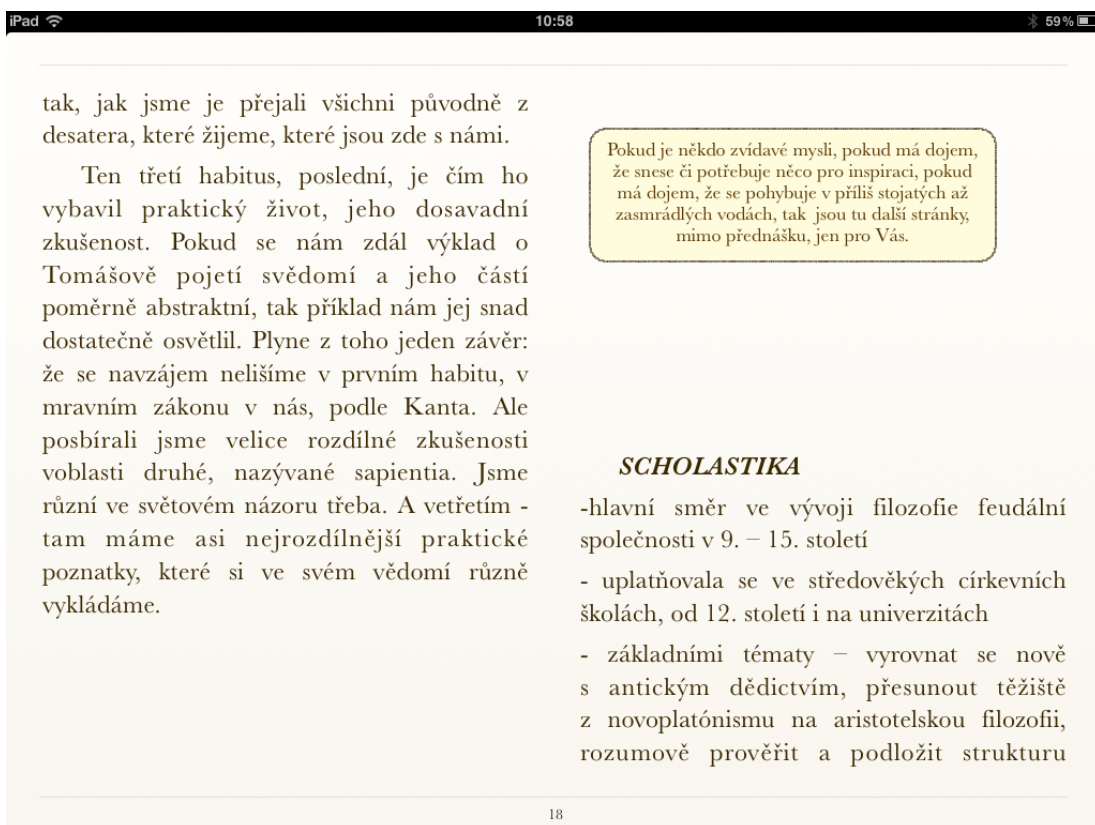 iPad 10:58 59%
tak, jak jsme je přejali všichni původně z
desatera, které žijeme, které jsou zde s námi.
Ten třetí habitus, poslední, je čím ho
vybavil praktický život, jeho dosavadní
zkušenost. Pokud se nám zdál výklad o
Tomášově pojetí svědomí a jeho částí
poměrně abstraktní, tak příklad nám jej snad
dostatečně osvětlil. Plyne z toho jeden závěr:
že se navzájem nelišíme v prvním habitu, v
mravním zákonu v nás, podle Kanta. Ale
posbírali jsme velice rozdílné zkušenosti
voblasti druhé, nazývané sapientia. Jsme
různí ve světovém názoru třeba. A vetřetím -
tam máme asi nejrozdílnější praktické
poznatky, které si ve svém vědomí různě
vykládáme.
Pokud je někdo zvídavé mysli, pokud má dojem,
že snese či potřebuje něco pro inspiraci, pokud
má dojem, že se pohybuje v příliš stojatých až
zasmrádlých vodách, tak jsou tu další stránky,
mimo přednášku, jen pro Vás.
SCHOLASTIKA
-hlavní směr ve vývoji filozofie feudální
společnosti v 9. – 15. století
- uplatňovala se ve středověkých církevních
školách, od 12. století i na univerzitách
- základními tématy – vyrovnat se nově
s antickým dědictvím, přesunout těžiště
z novoplatónismu na aristotelskou filozofii,
rozumově prověřit a podložit strukturu
18